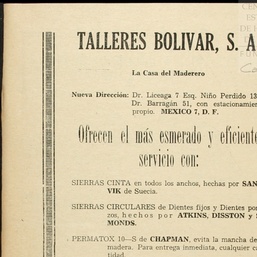 TALLERES BOLIVAR, S. A
La Casa del Maderero
Nueva Dirección: Dr. Liceaga 7 Esq. Niño Perdido 13
Dr. Barragán 51, con estacionamien
propio. MEXICO 7, D. F.
Ofrecen el más esmerado y eficiente
servicio con:
SIERRAS CINTA en todos los anchos, hechas por SAN
VIK de Suecia.
SIERRAS CIRCULARES de Dientes fijos y Dientes pos
zos, hechos por ATKINS, DISSTON y
MONDS.
PERMATOX 10—S de CHAPMAN, evita la mancha de
madera. Para entrega inmediata, cualquier ca
tidad.